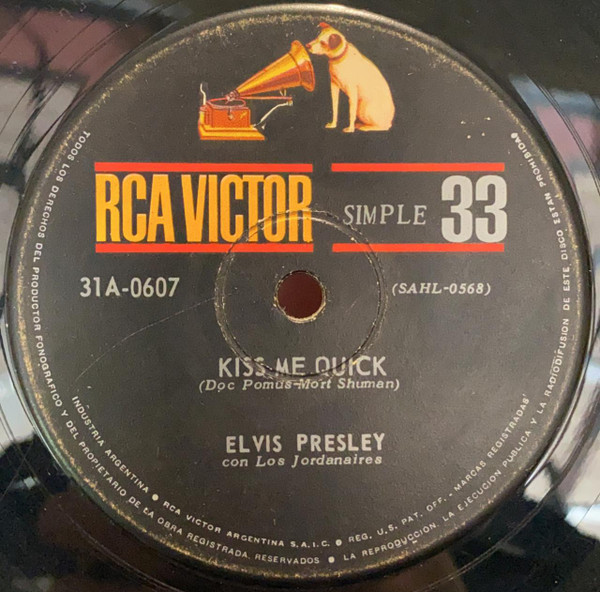 RCA VICTOR
SIMPLE 33
31A-0607
(SAHL-0568)
KISS ME QUICK
(Doc Pomus-Mort Shuman)
ELVIS PRESLEY
con Los Jordanaires
INDUSTRIA ARGENTINA ● RCA VICTOR ARGENTINA S.A.I.C. ● REG. U.S. PAT. OFF. - MARCAS REGISTRADAS
TODOS LOS DERECHOS DEL PRODUCTOR FONOGRAFICO Y DEL PROPIETARIO DE LA OBRA REGISTRADA, RESERVADOS ● LA REPRODUCCION, LA EJECUCION PUBLICA Y LA RADIODIFUSION DE ESTE DISCO ESTAN PROHIBIDAS